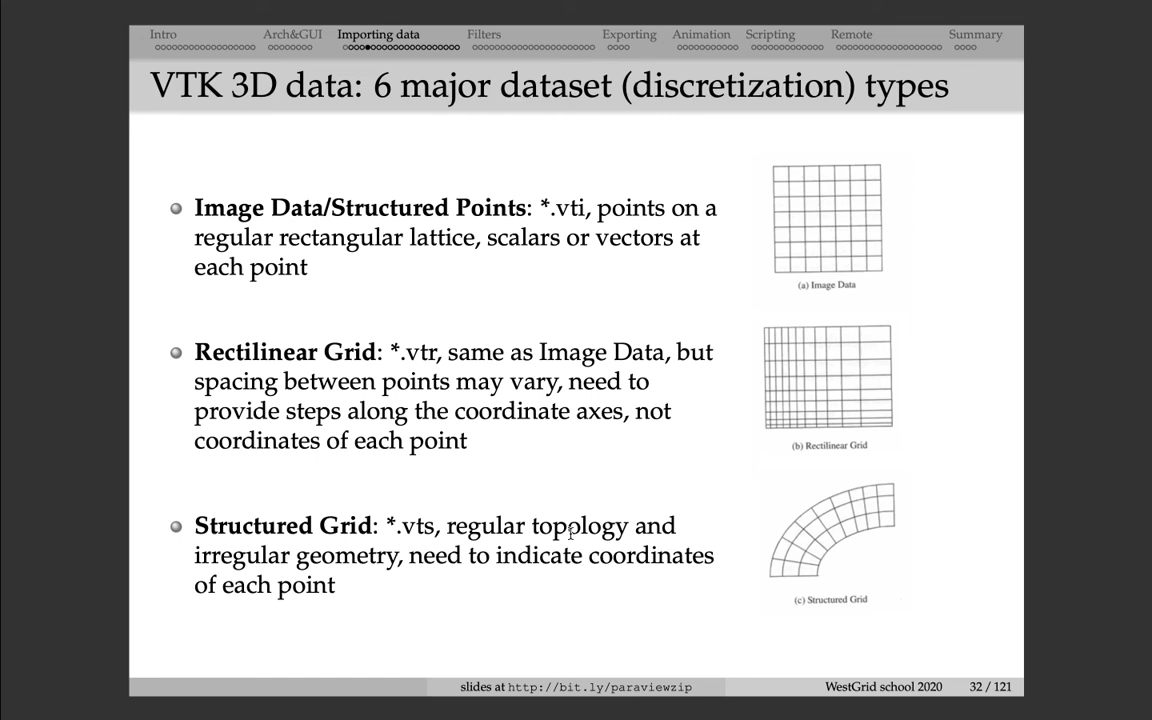 Intro Arch&GUI Importing data Filters Exporting Animation Scripting Remote Summary
VTK 3D data: 6 major dataset (discretization) types
Image Data/Structured Points: *.vti, points on a
regular rectangular lattice, scalars or vectors at
each point
(a) Image Data
Rectilinear Grid: *.vtr, same as Image Data, but
spacing between points may vary, need to
provide steps along the coordinate axes, not
coordinates of each point
(b) Rectilinear Grid
Structured Grid: *.vts, regular topology and
irregular geometry, need to indicate coordinates
of each point
(c) Structured Grid
slides at http://bit.ly/paraviewzip WestGrid school 2020 32 / 121